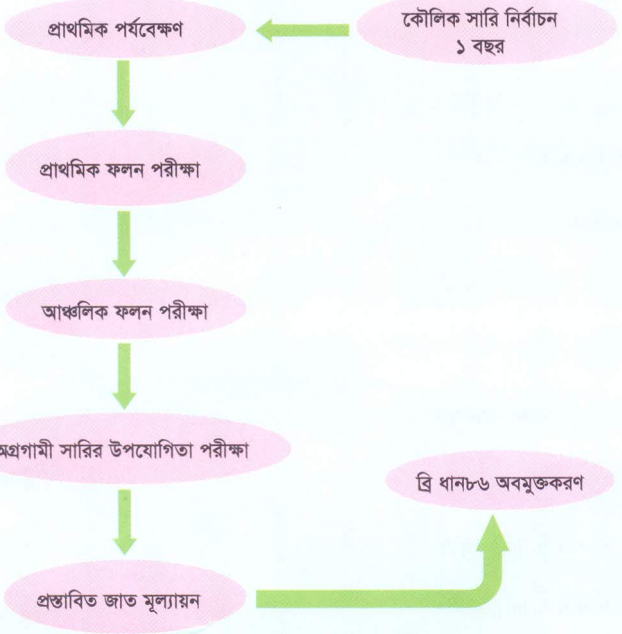 কৌলিক সারি নির্বাচন
১ বছর
প্রাথমিক পর্যবেক্ষণ
প্রাথমিক ফলন পরীক্ষা
আঞ্চলিক ফলন পরীক্ষা
অগ্রগামী সারির উপযোগিতা পরীক্ষা
প্রস্তাবিত জাত মূল্যায়ন
ব্রি ধান৮৬ অবমুক্তকরণ